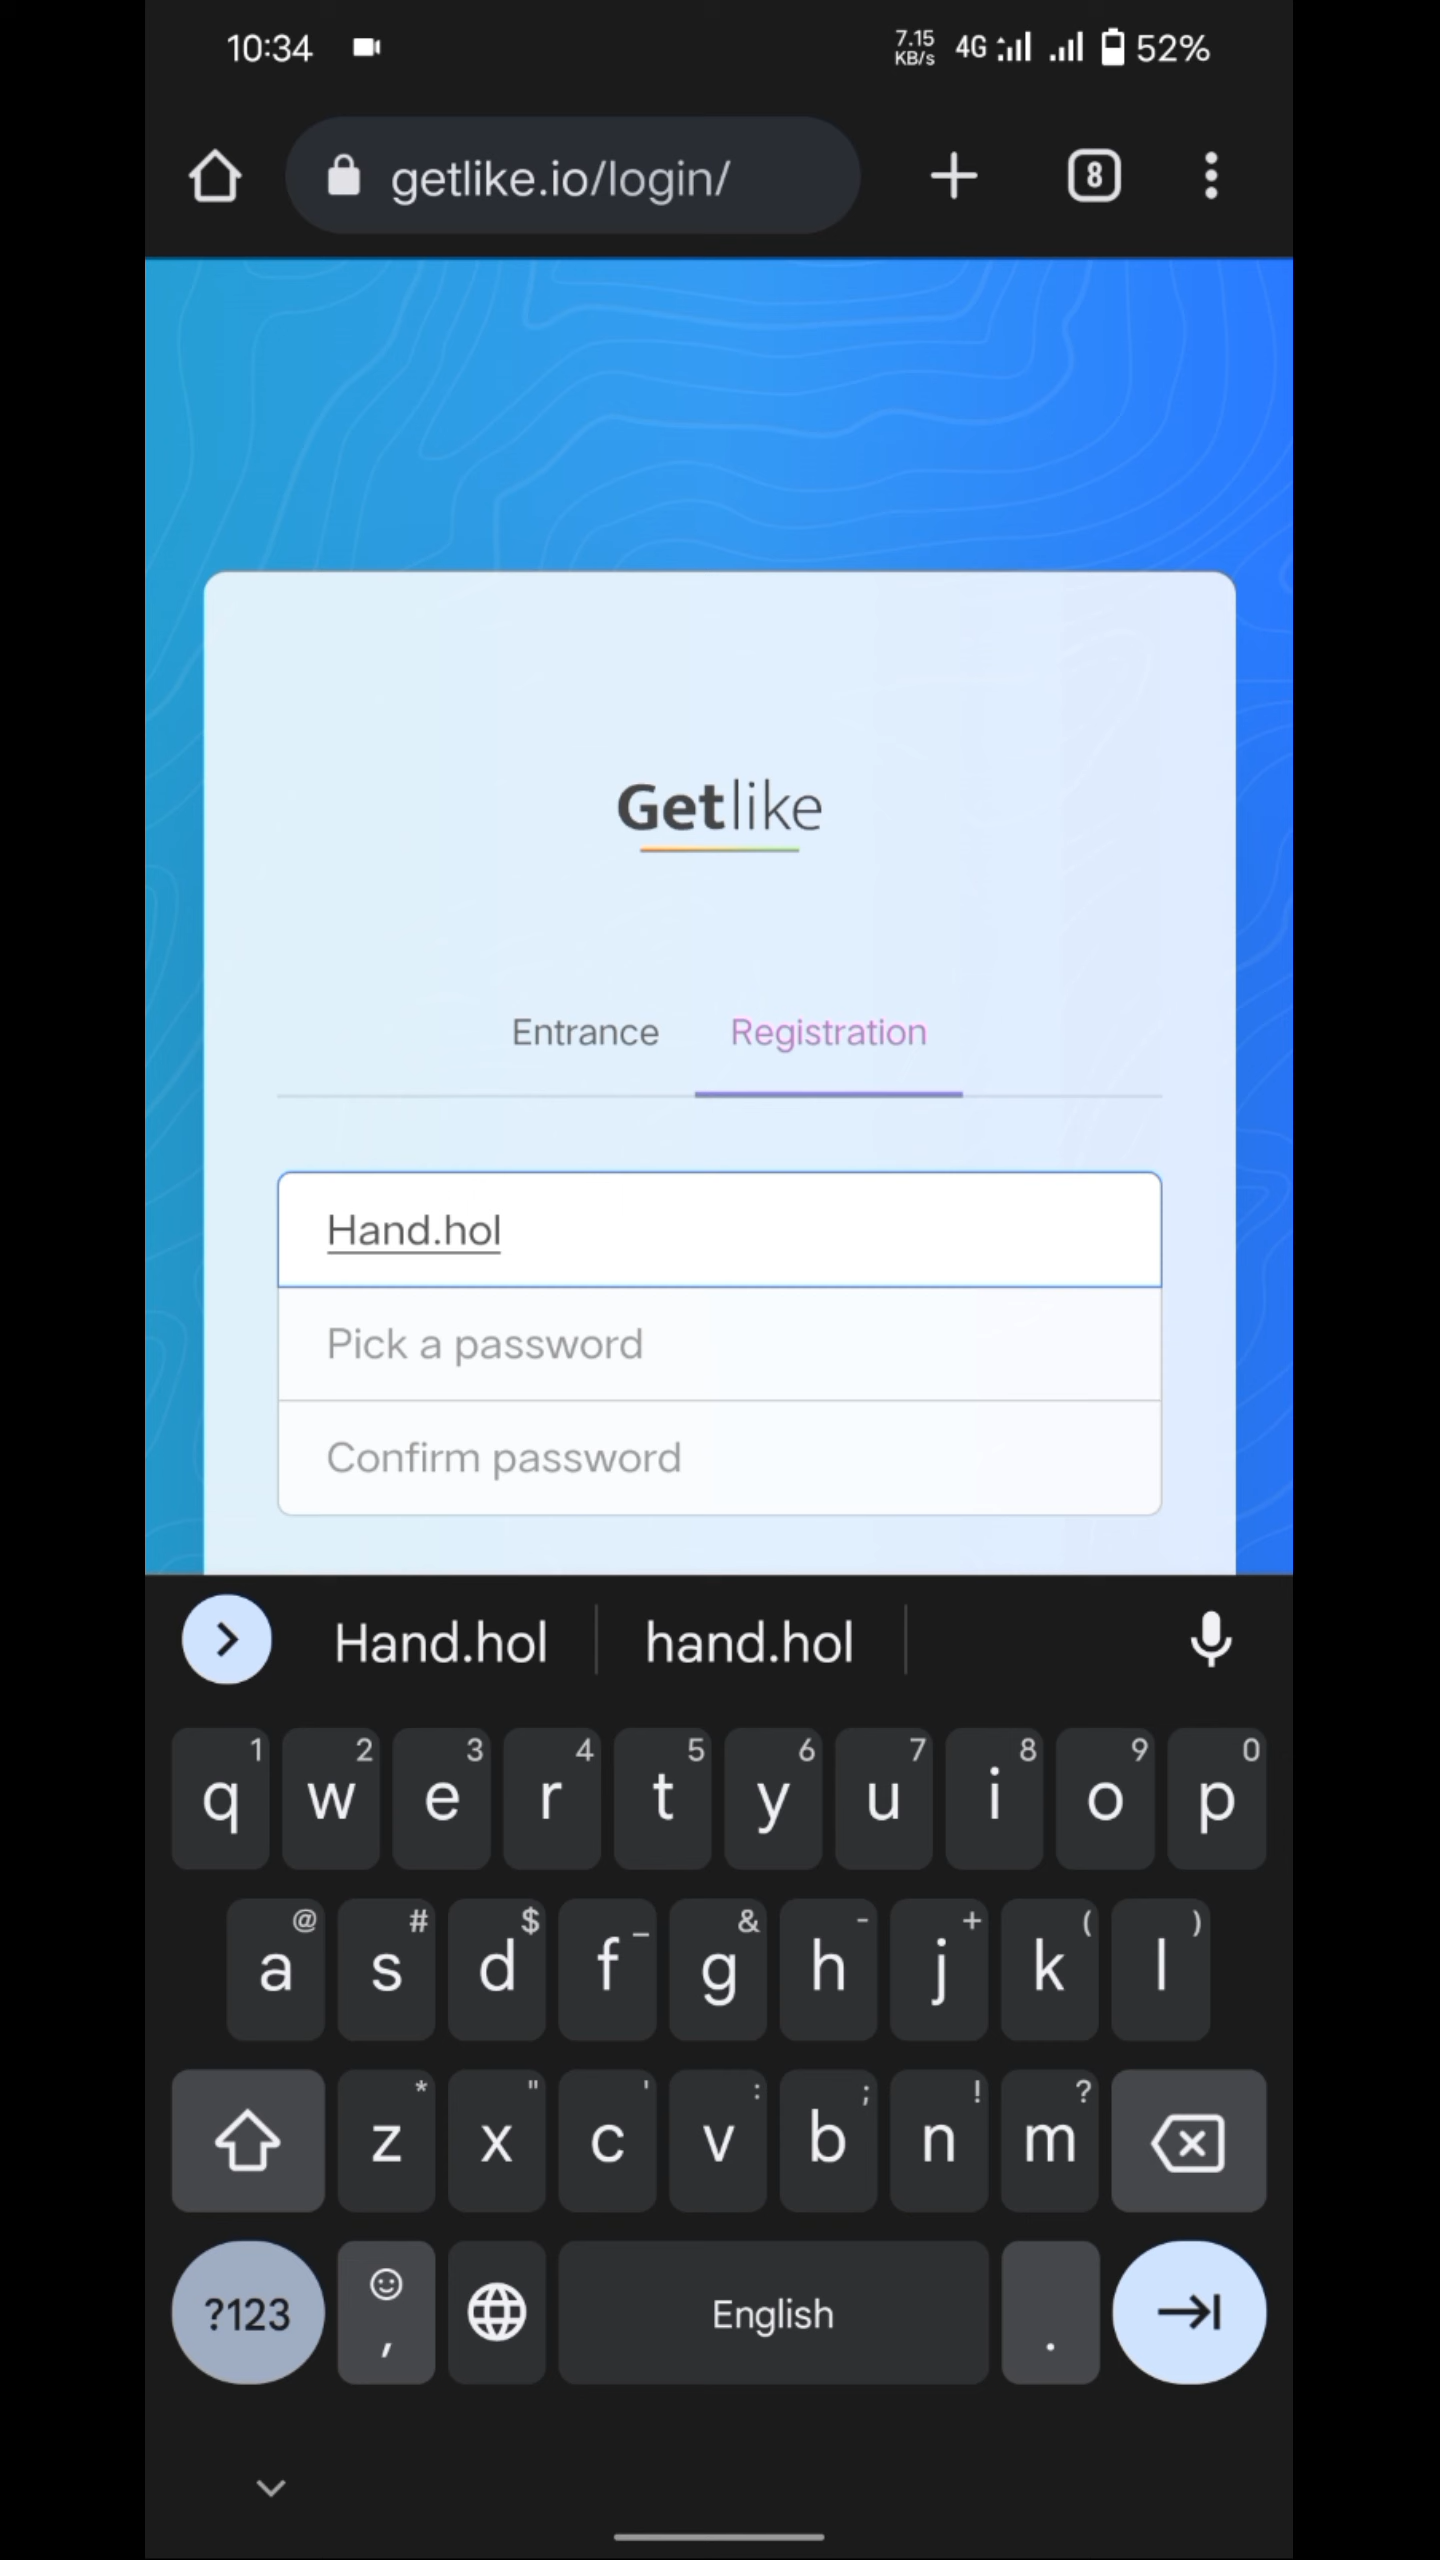 10:34 7.15 KB/s 4G 52%
getlike.io/login/ 8
Getlike
Entrance Registration
Hand.hol
Pick a password
Confirm password
Hand.hol hand.hol
1 2 3 4 5 6 7 8 9 0
q w e r t y u i o p
@ # $ _ & - + ( )
a s d f g h j k l
* " ' : ; ! ?
z x c v b n m
?123 , English .